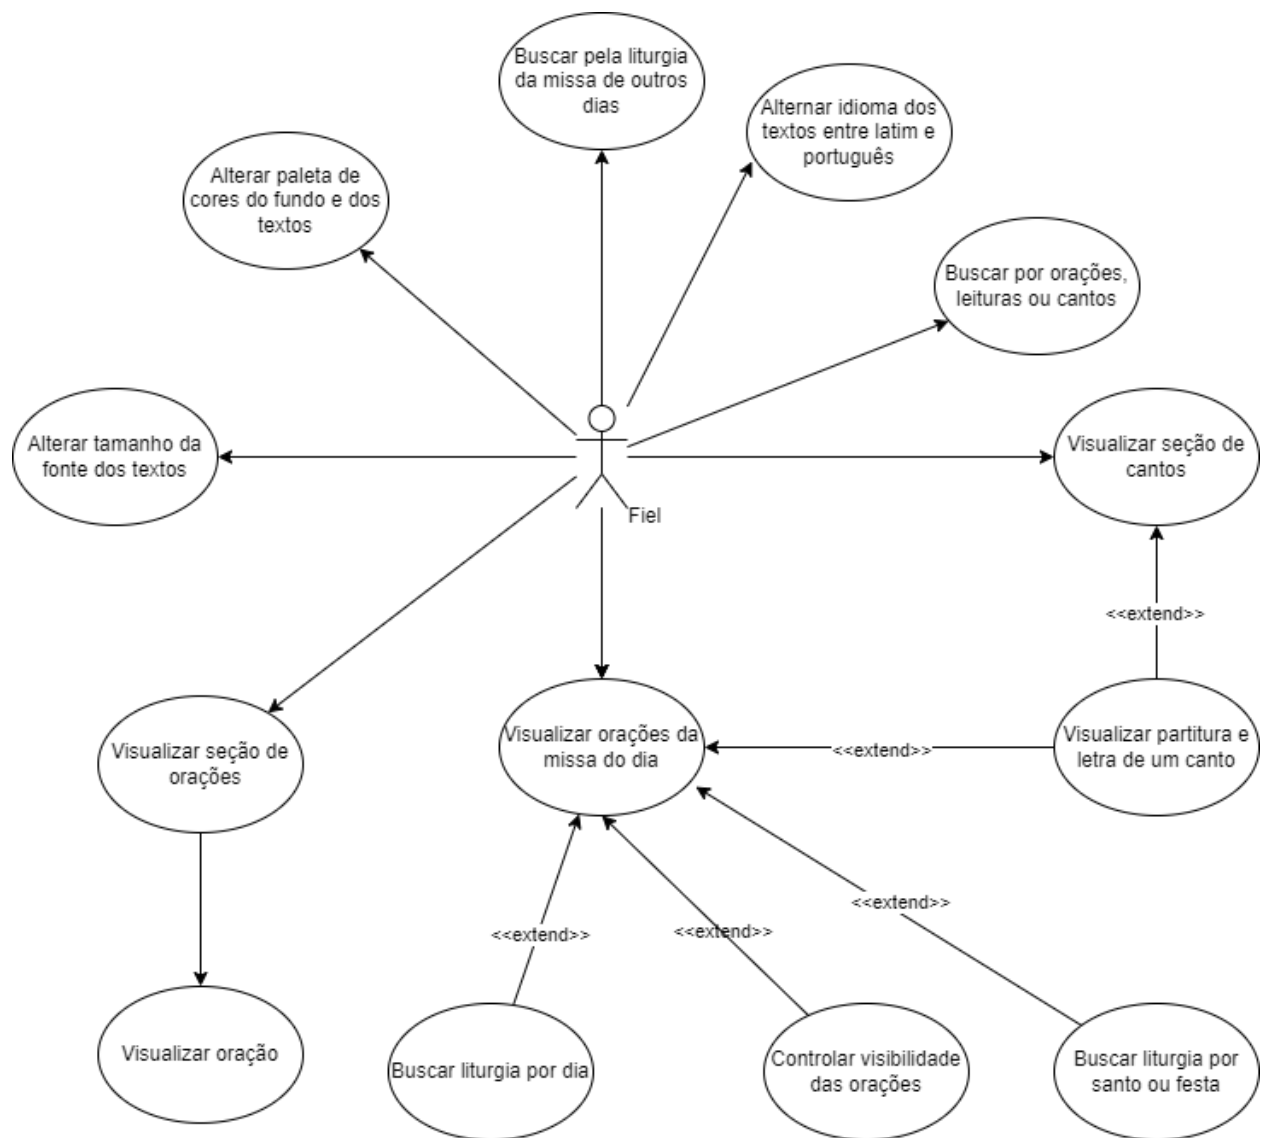 Buscar pela liturgia
da missa de outros
dias
Alternar idioma dos
textos entre latim e
português
Alterar paleta de
cores do fundo e dos
textos
Buscar por orações,
leituras ou cantos
Alterar tamanho da
fonte dos textos
Visualizar seção de
cantos
Fiel
<<extend>>
Visualizar seção de
orações
Visualizar orações da
missa do dia
<<extend>>
Visualizar partitura e
letra de um canto
<<extend>>
<<extend>>
<<extend>>
Visualizar oração
Buscar liturgia por dia
Controlar visibilidade
das orações
Buscar liturgia por
santo ou festa